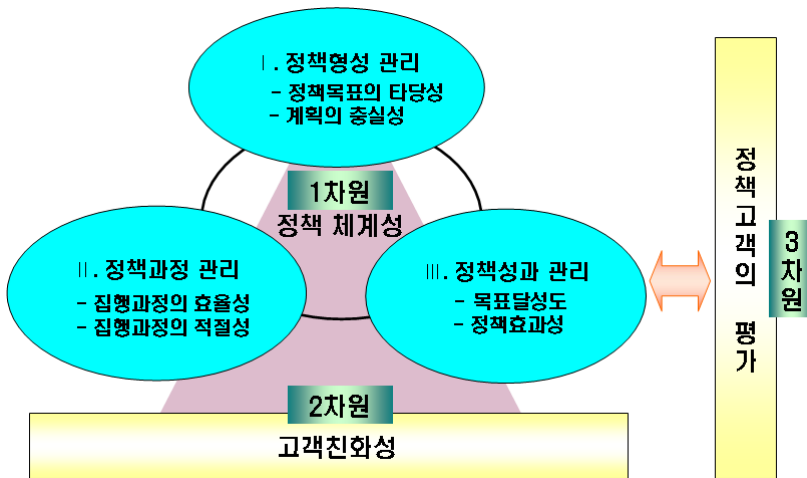 Ⅰ. 정책형성 관리
- 정책목표의 타당성
- 계획의 충실성
1차원
정책 체계성
Ⅱ. 정책과정 관리
- 집행과정의 효율성
- 집행과정의 적절성
Ⅲ. 정책성과 관리
- 목표달성도
- 정책효과성
2차원
고객친화성
정책고객의 평가
3차원